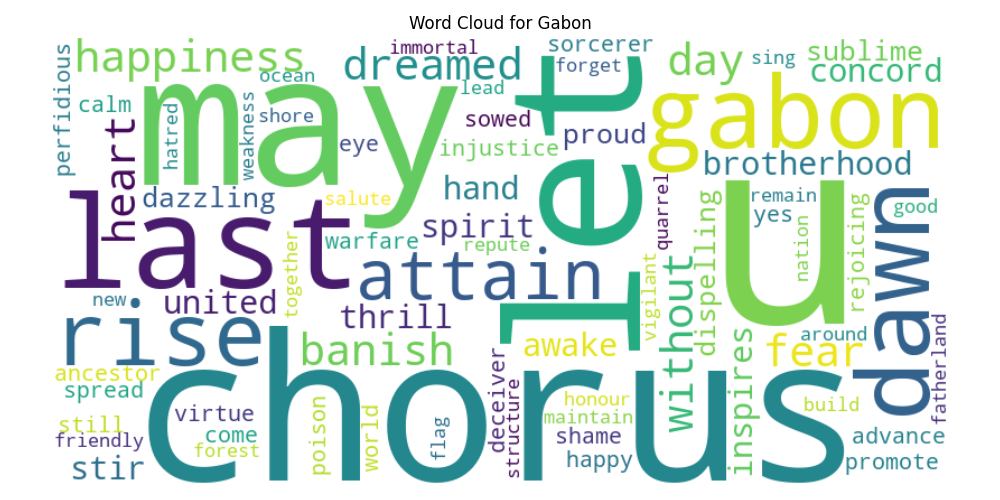 Word Cloud for Gabon
perfidious
happiness
immortal
dreamed
sorcerer
forget
day
sing
sublime
concord
ocean
lead
calm
hatred
weakness
shore
may
eye
sowed
injustice
let
proud
gabon
heart
dazzling
salute
hand
brotherhood
last
spirit
repute
warfare
quarrel
remain
yes
nation
rejoicing
good
dawn
u
together
attain
vigilant
without
dispelling
new
united
thrill
rise
banish
awake
inspires
around
fear
fatherland
ancestor
spread
chorus
deceiver
structure
honour
maintain
build
still
virtue
poison
world
flag
shame
friendly
come
forest
happy
advance
stir
promote